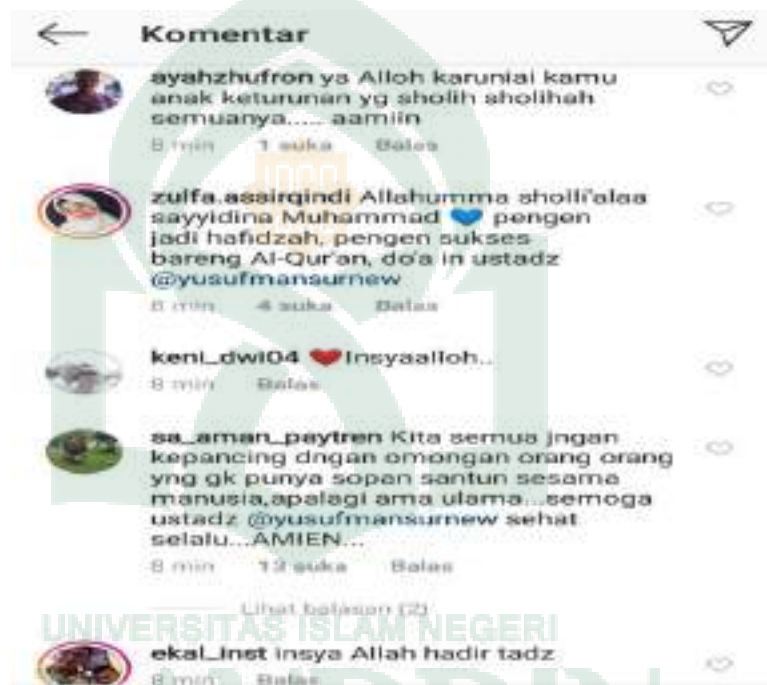 Komentar
ayahzhufron ya Alloh karuniai kamu
anak keturunan yg sholih sholihah
semuanya..... aamiin
8 min 1 suka Balas
zulfa.assirqindi Allahumma sholli'alaa
sayyidina Muhammad 💙 pengen
jadi hafidzah, pengen sukses
bareng Al-Qur'an, do'a in ustadz
@yusufmansurnew
8 min 4 suka Balas
keni_dwi04 ❤️Insyaalloh..
8 min Balas
sa_aman_paytren Kita semua jngan
kepancing dngan omongan orang orang
yng gk punya sopan santun sesama
manusia,apalagi ama ulama...semoga
ustadz @yusufmansurnew sehat
selalu...AMIEN...
8 min 13 suka Balas
Lihat balasan (2)
UNIVERSITAS ISLAM NEGERI
ekal_inst insya Allah hadir tadz
8 min Balas